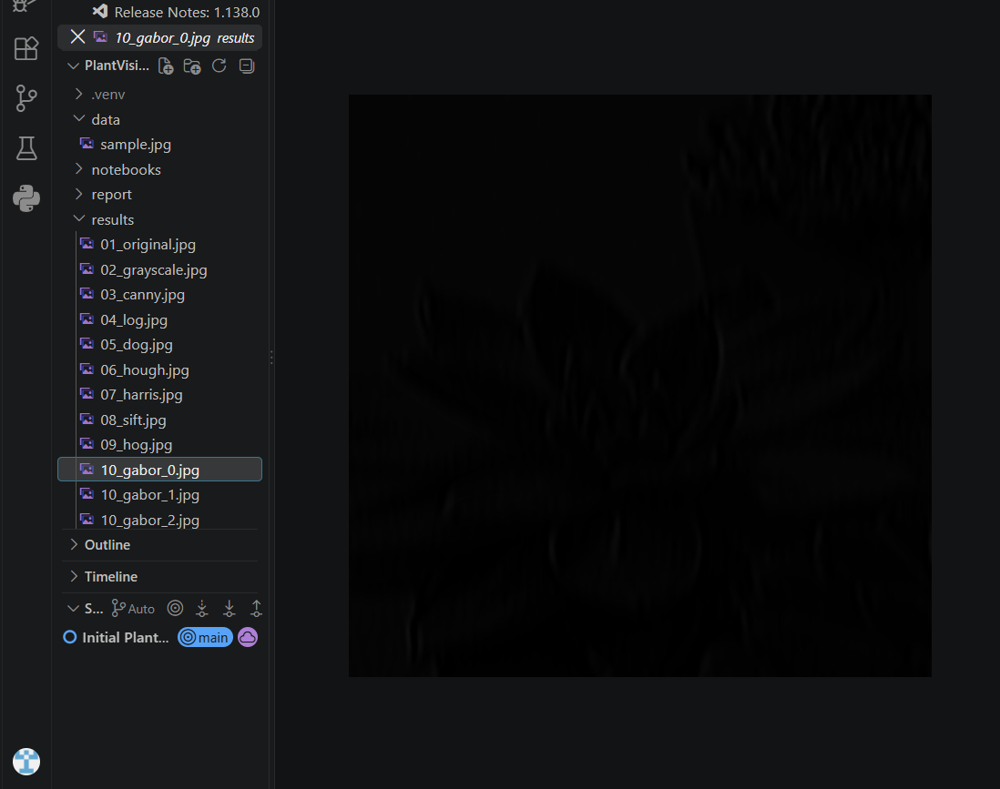 Release Notes: 1.138.0
10_gabor_0.jpg results
PlantVisi...
.venv
data
sample.jpg
notebooks
report
results
01_original.jpg
02_grayscale.jpg
03_canny.jpg
04_log.jpg
05_dog.jpg
06_hough.jpg
07_harris.jpg
08_sift.jpg
09_hog.jpg
10_gabor_0.jpg
10_gabor_1.jpg
10_gabor_2.jpg
Outline
Timeline
S... Auto
Initial Plant... main